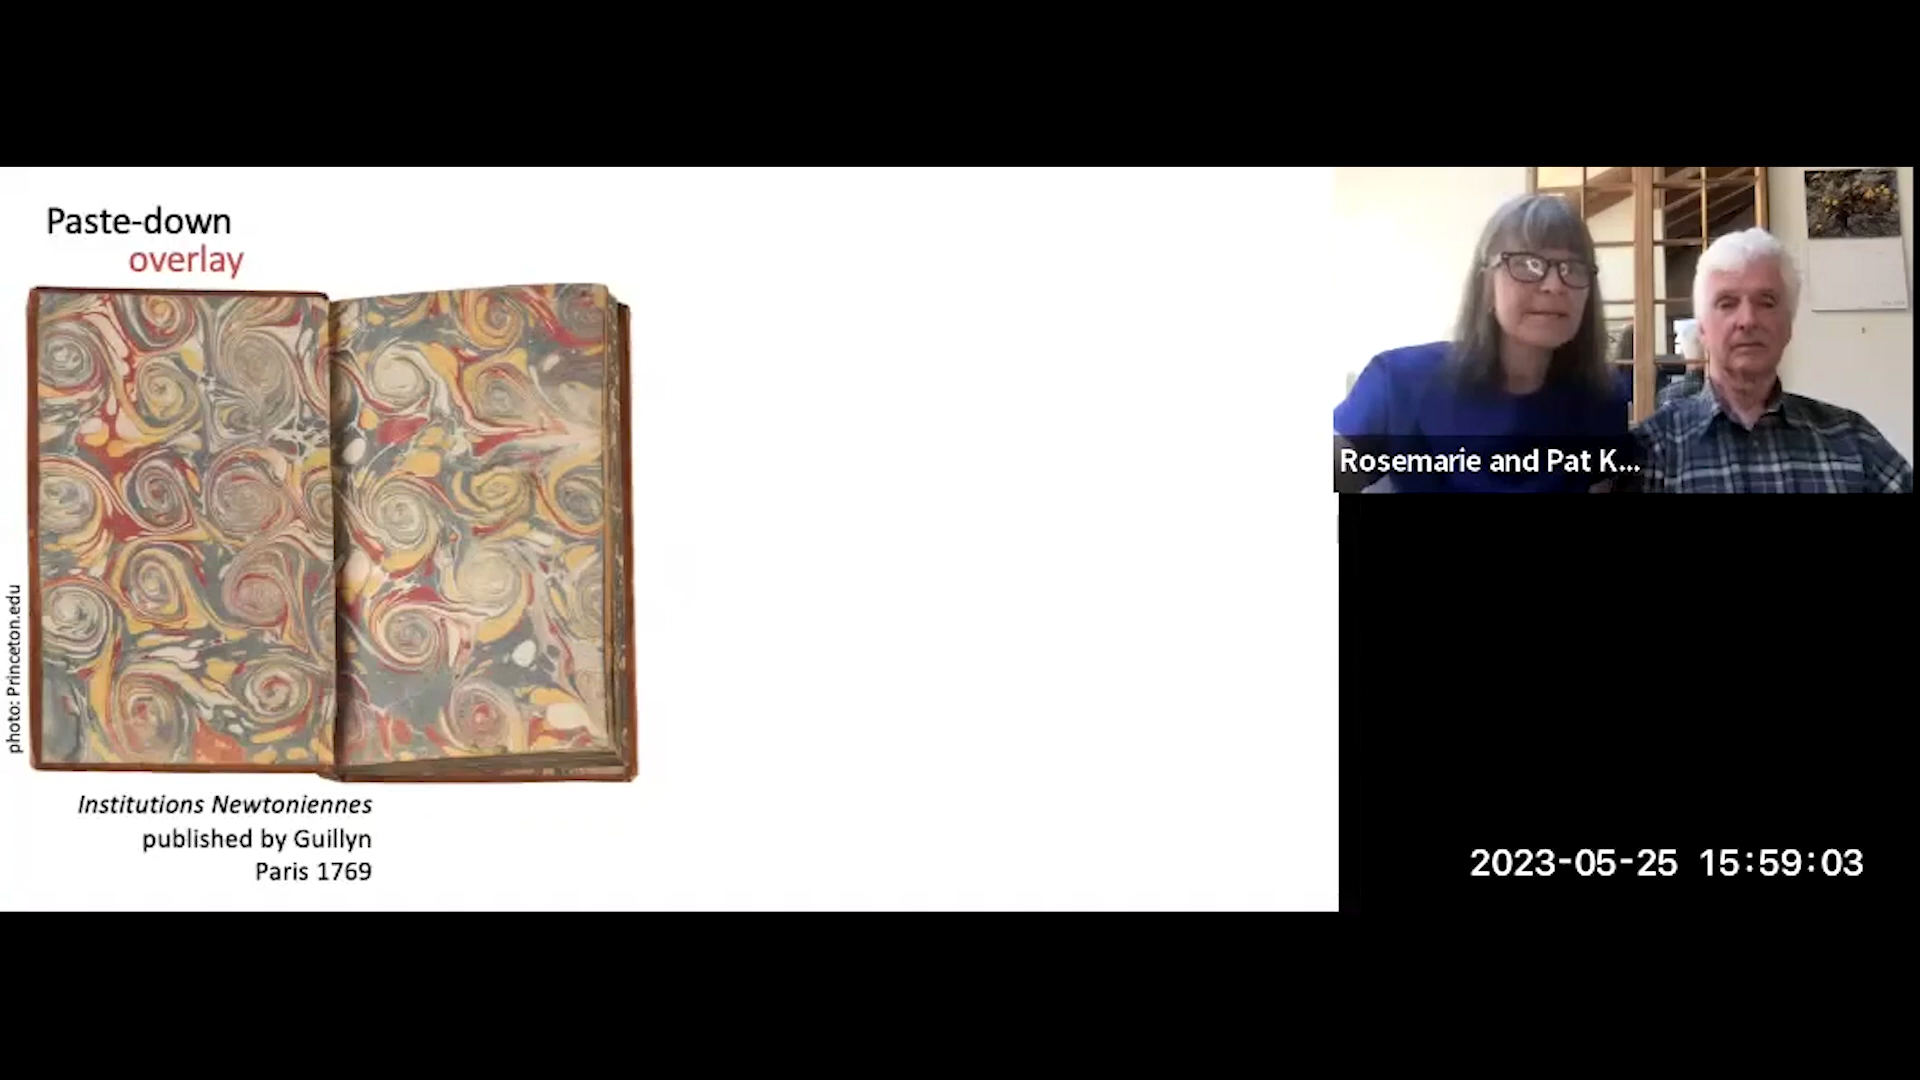 Paste-down
overlay
photo: Princeton.edu
Institutions Newtoniennes
published by Guillyn
Paris 1769
Rosemarie and Pat K...
2023-05-25 15:59:03